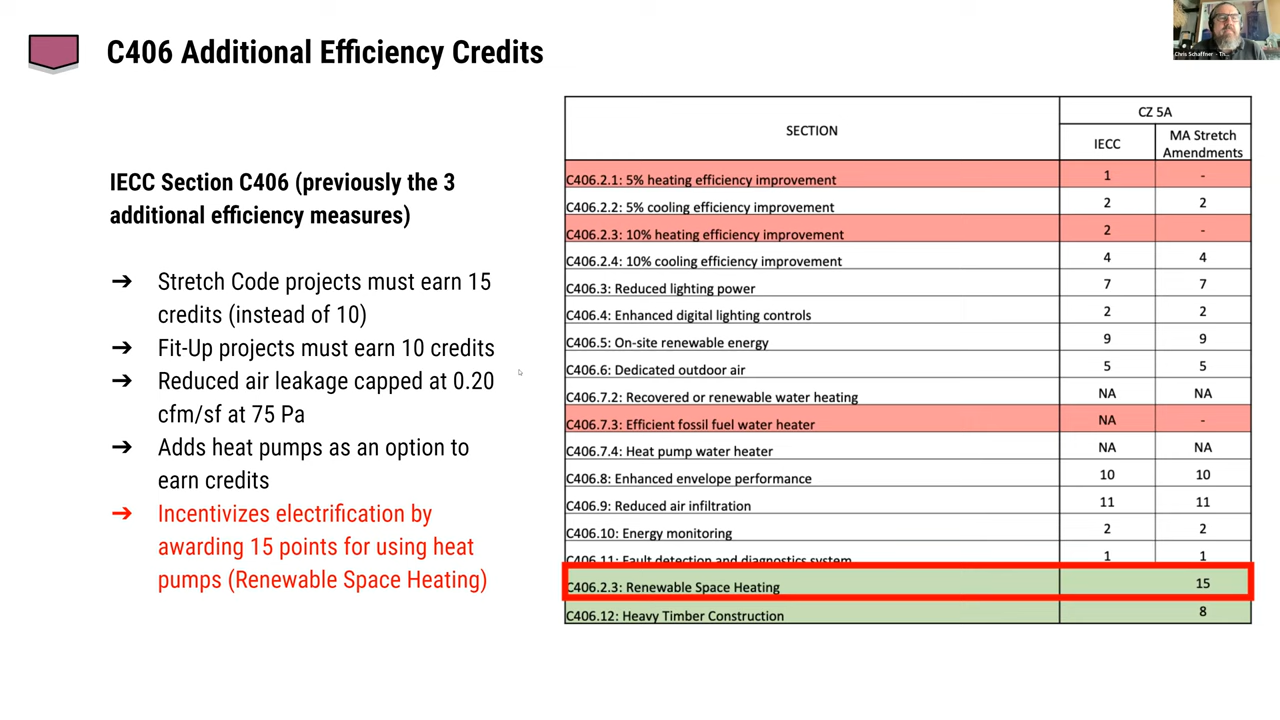 C406 Additional Efficiency Credits
Chris Schaffner - Th...
IECC Section C406 (previously the 3
additional efficiency measures)
➔ Stretch Code projects must earn 15
credits (instead of 10)
➔ Fit-Up projects must earn 10 credits
➔ Reduced air leakage capped at 0.20
cfm/sf at 75 Pa
➔ Adds heat pumps as an option to
earn credits
➔ Incentivizes electrification by
awarding 15 points for using heat
pumps (Renewable Space Heating)
SECTION
CZ 5A
IECC
MA Stretch
Amendments
C406.2.1: 5% heating efficiency improvement 1 -
C406.2.2: 5% cooling efficiency improvement 2 2
C406.2.3: 10% heating efficiency improvement 2 -
C406.2.4: 10% cooling efficiency improvement 4 4
C406.3: Reduced lighting power 7 7
C406.4: Enhanced digital lighting controls 2 2
C406.5: On-site renewable energy 9 9
C406.6: Dedicated outdoor air 5 5
C406.7.2: Recovered or renewable water heating NA NA
C406.7.3: Efficient fossil fuel water heater NA -
C406.7.4: Heat pump water heater NA NA
C406.8: Enhanced envelope performance 10 10
C406.9: Reduced air infiltration 11 11
C406.10: Energy monitoring 2 2
C406.11: Fault detection and diagnostics system 1 1
C406.2.3: Renewable Space Heating 15
C406.12: Heavy Timber Construction 8